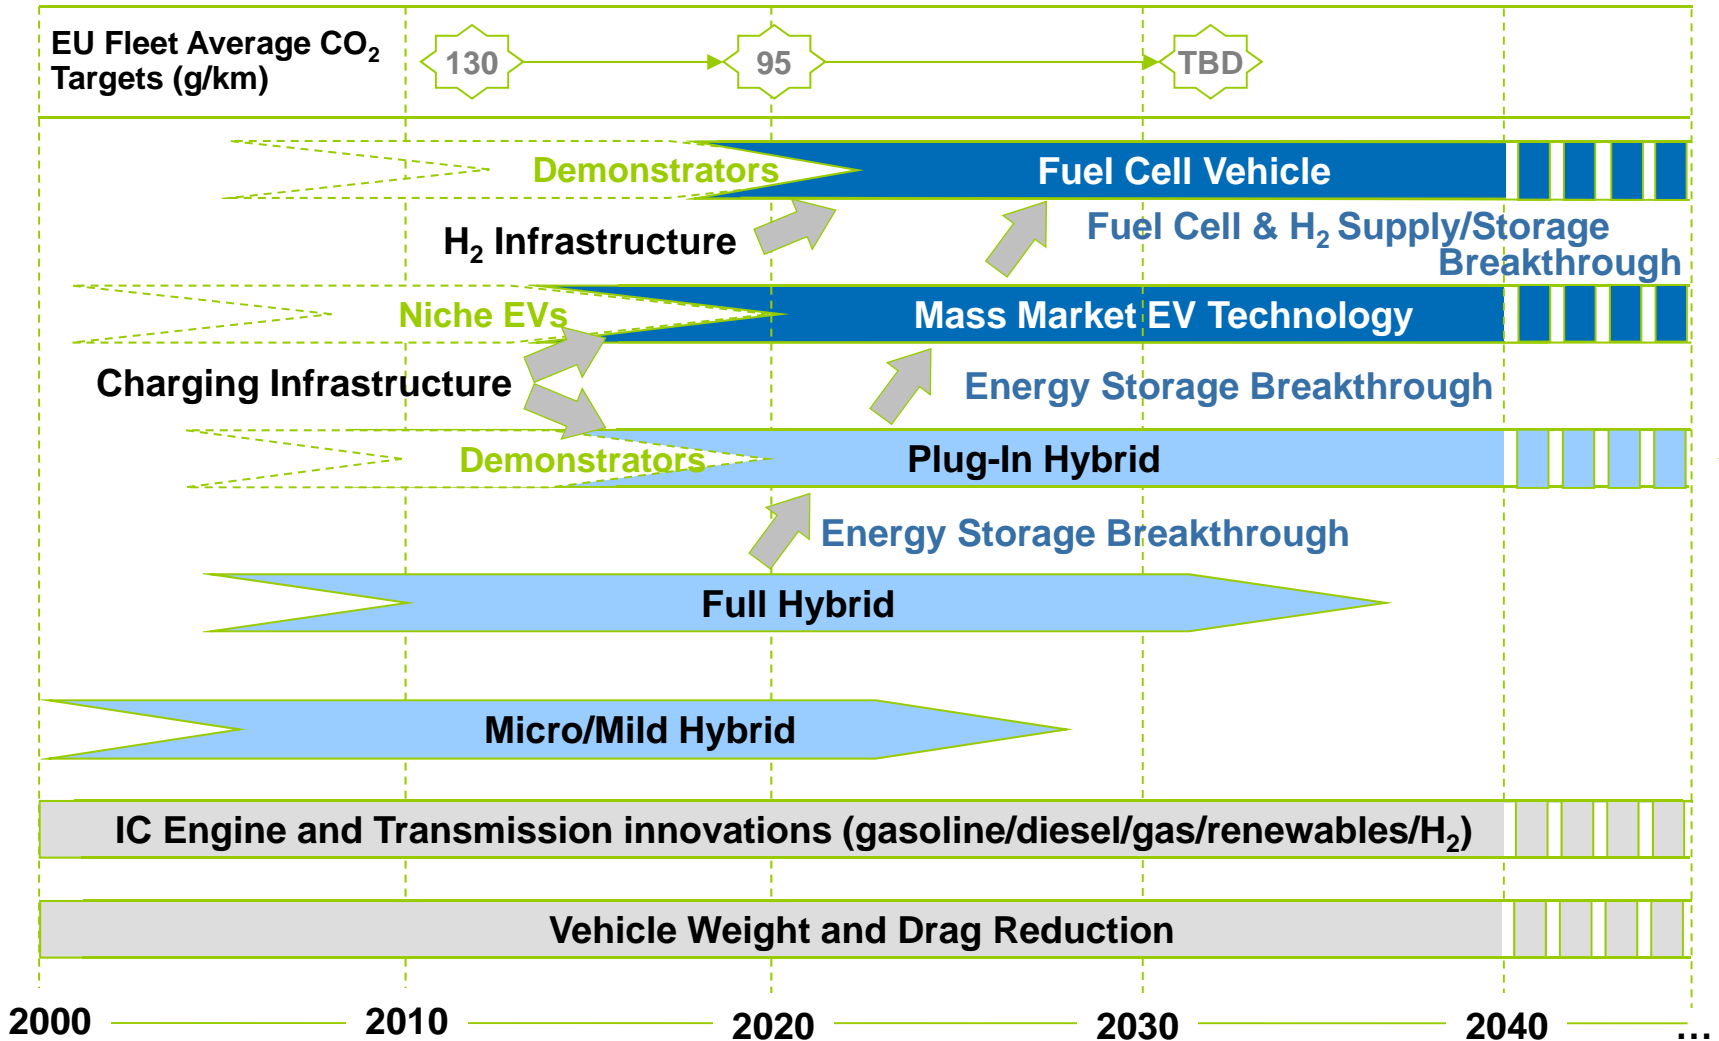 EU Fleet Average CO2
Targets (g/km)
130
95
TBD
Demonstrators
Fuel Cell Vehicle
H2 Infrastructure
Fuel Cell & H2 Supply/Storage
Breakthrough
Niche EVs
Mass Market EV Technology
Charging Infrastructure
Energy Storage Breakthrough
Demonstrators
Plug-In Hybrid
Energy Storage Breakthrough
Full Hybrid
Micro/Mild Hybrid
IC Engine and Transmission innovations (gasoline/diesel/gas/renewables/H2)
Vehicle Weight and Drag Reduction
2000
2010
2020
2030
2040
...